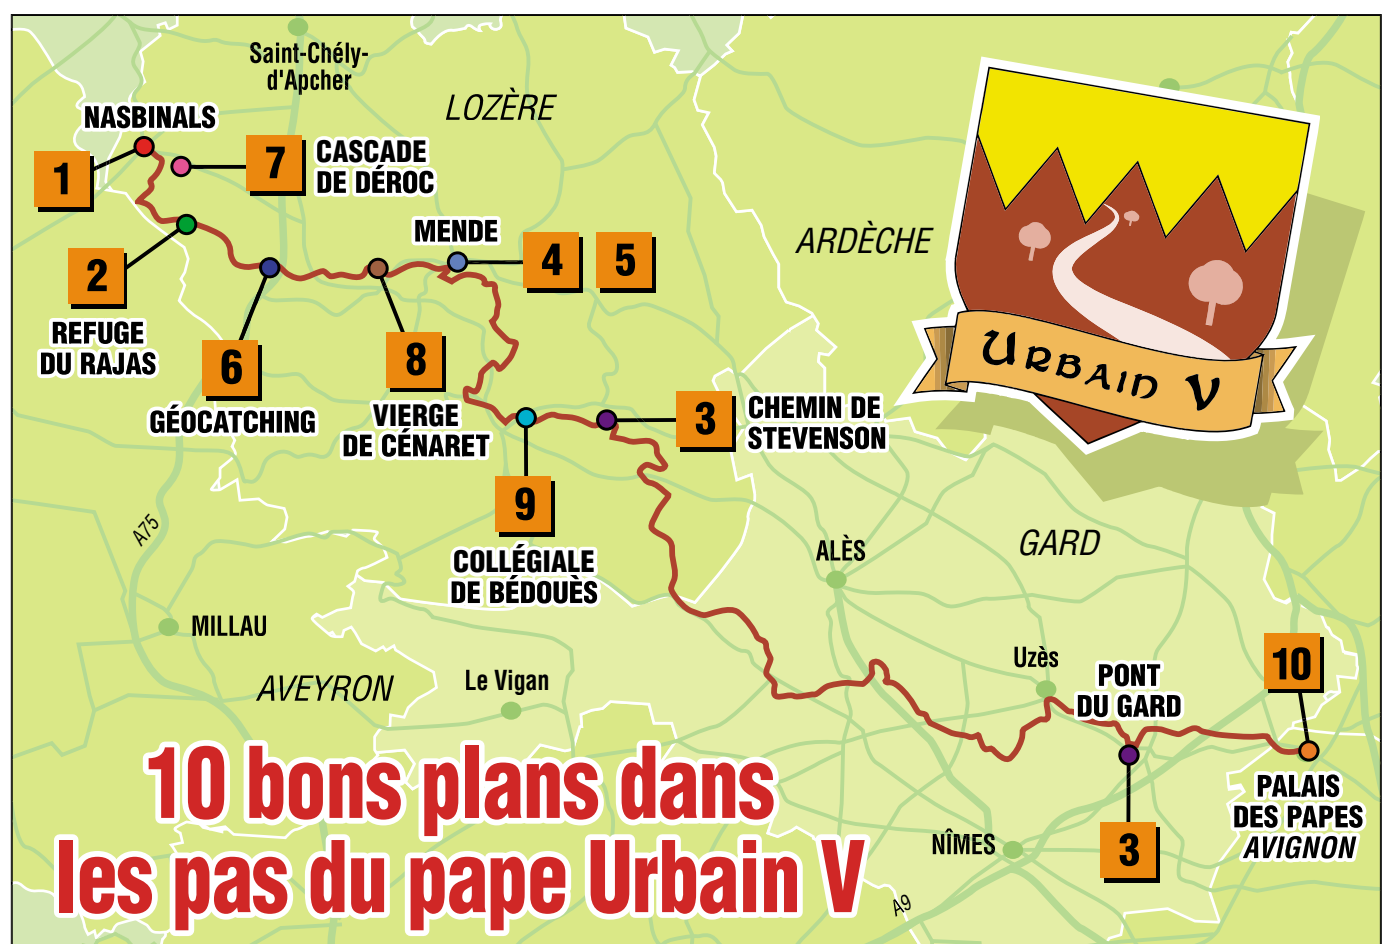 Saint-Chély-
d'Apcher
LOZÈRE
NASBINALS
1
7
CASCADE
DE DÉROC
2
REFUGE
DU RAJAS
MENDE
4
5
ARDÈCHE
6
GÉOCATCHING
8
VIERGE
DE CÉNARET
3
CHEMIN DE
STEVENSON
URBAIN V
9
COLLÉGIALE
DE BÉDOUÈS
A75
ALÈS
GARD
MILLAU
AVEYRON
Le Vigan
Uzès
PONT
DU GARD
10
PALAIS
DES PAPES
AVIGNON
NÎMES
3
A9
10 bons plans dans
les pas du pape Urbain V